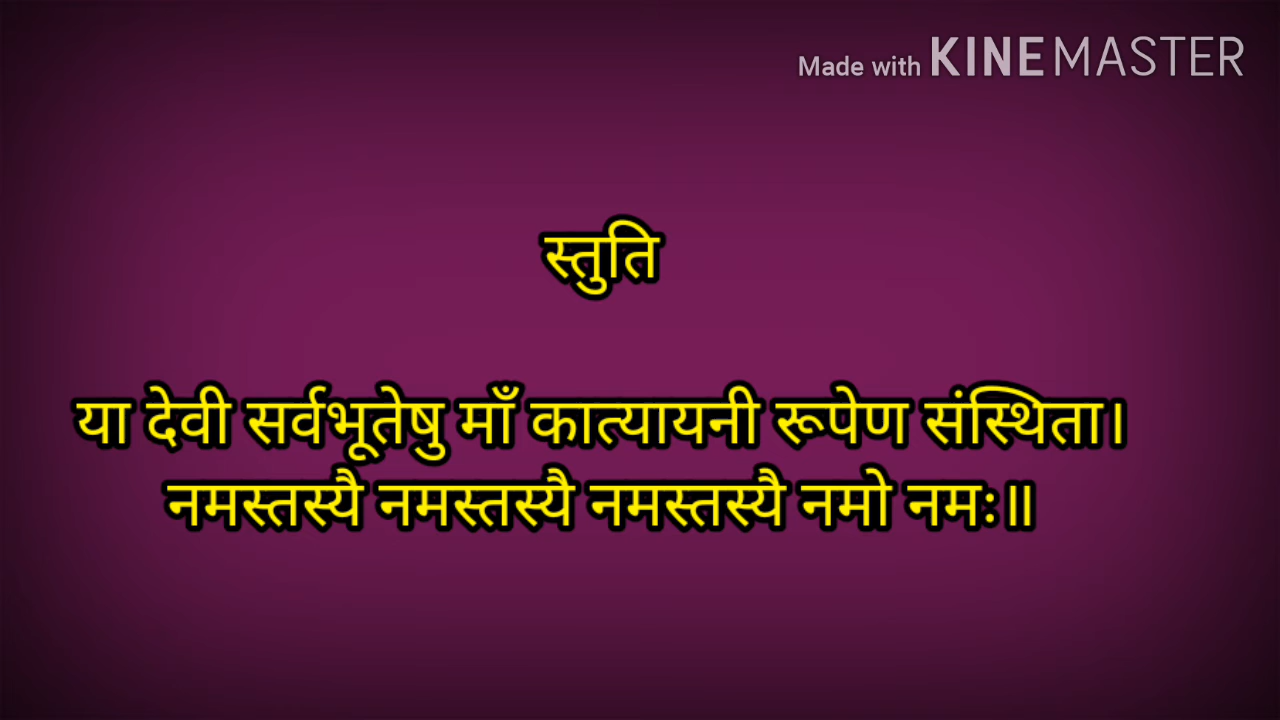 Made with KINEMASTER
स्तुति
या देवी सर्वभूतेषु माँ कात्यायनी रूपेण संस्थिता।
नमस्तस्यै नमस्तस्यै नमस्तस्यै नमो नमः॥